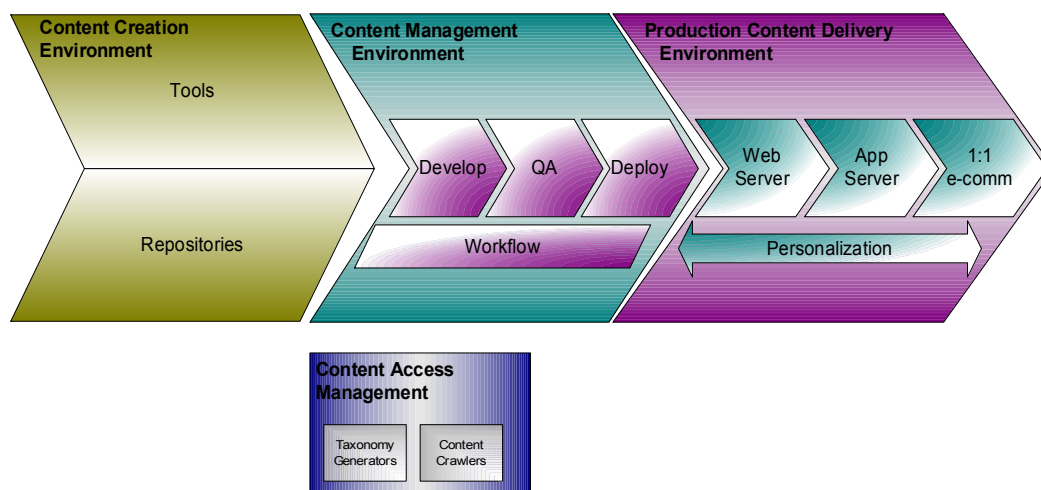 Content Creation
Environment
Tools
Repositories
Content Management
Environment
Develop
QA
Deploy
Workflow
Production Content Delivery
Environment
Web
Server
App
Server
1:1
e-comm
Personalization
Content Access
Management
Taxonomy
Generators
Content
Crawlers